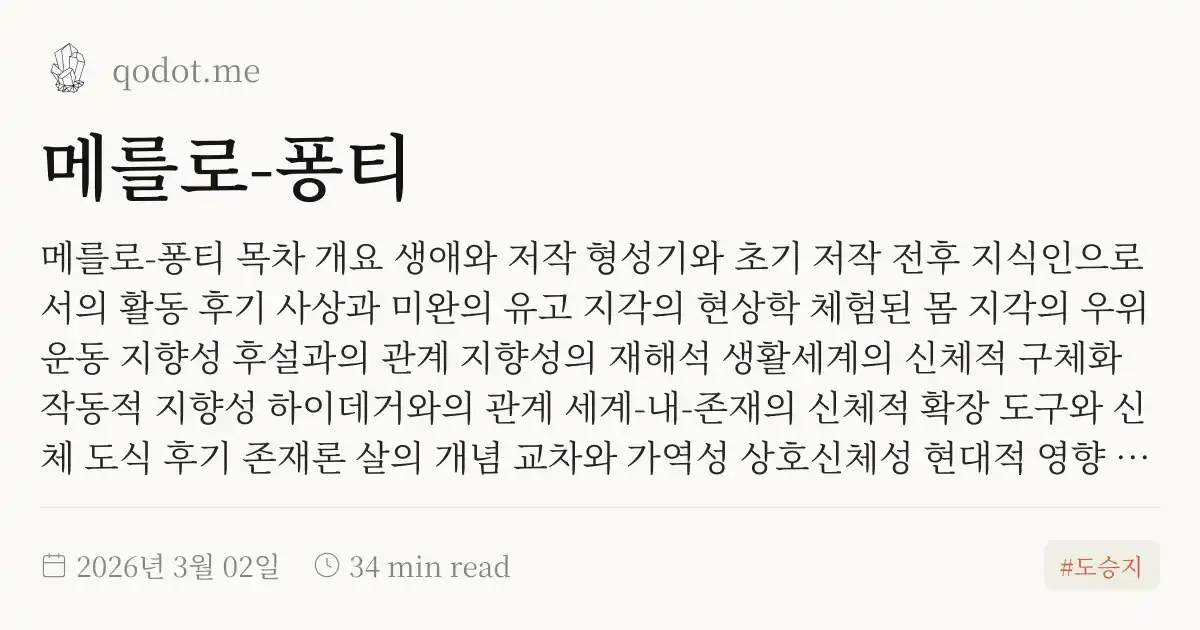 qodot.me
메를로-퐁티
메를로-퐁티 목차 개요 생애와 저작 형성기와 초기 저작 전후 지식인으로
서의 활동 후기 사상과 미완의 유고 지각의 현상학 체험된 몸 지각의 우위
운동 지향성 후설과의 관계 지향성의 재해석 생활세계의 신체적 구체화
작동적 지향성 하이데거와의 관계 세계-내-존재의 신체적 확장 도구와 신
체 도식 후기 존재론 살의 개념 교차와 가역성 상호신체성 현대적 영향 …
2026년 3월 02일 34 min read
#도승지